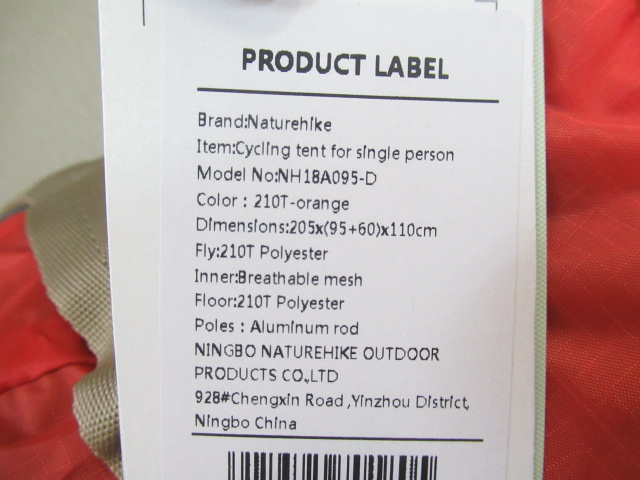 PRODUCT LABEL
Brand:Naturehike
Item:Cycling tent for single person
Model No:NH18A095-D
Color : 210T-orange
Dimensions:205x(95+60)x110cm
Fly:210T Polyester
Inner:Breathable mesh
Floor:210T Polyester
Poles : Aluminum rod
NINGBO NATUREHIKE OUTDOOR
PRODUCTS CO.,LTD
928#Chengxin Road ,Yinzhou District,
Ningbo China